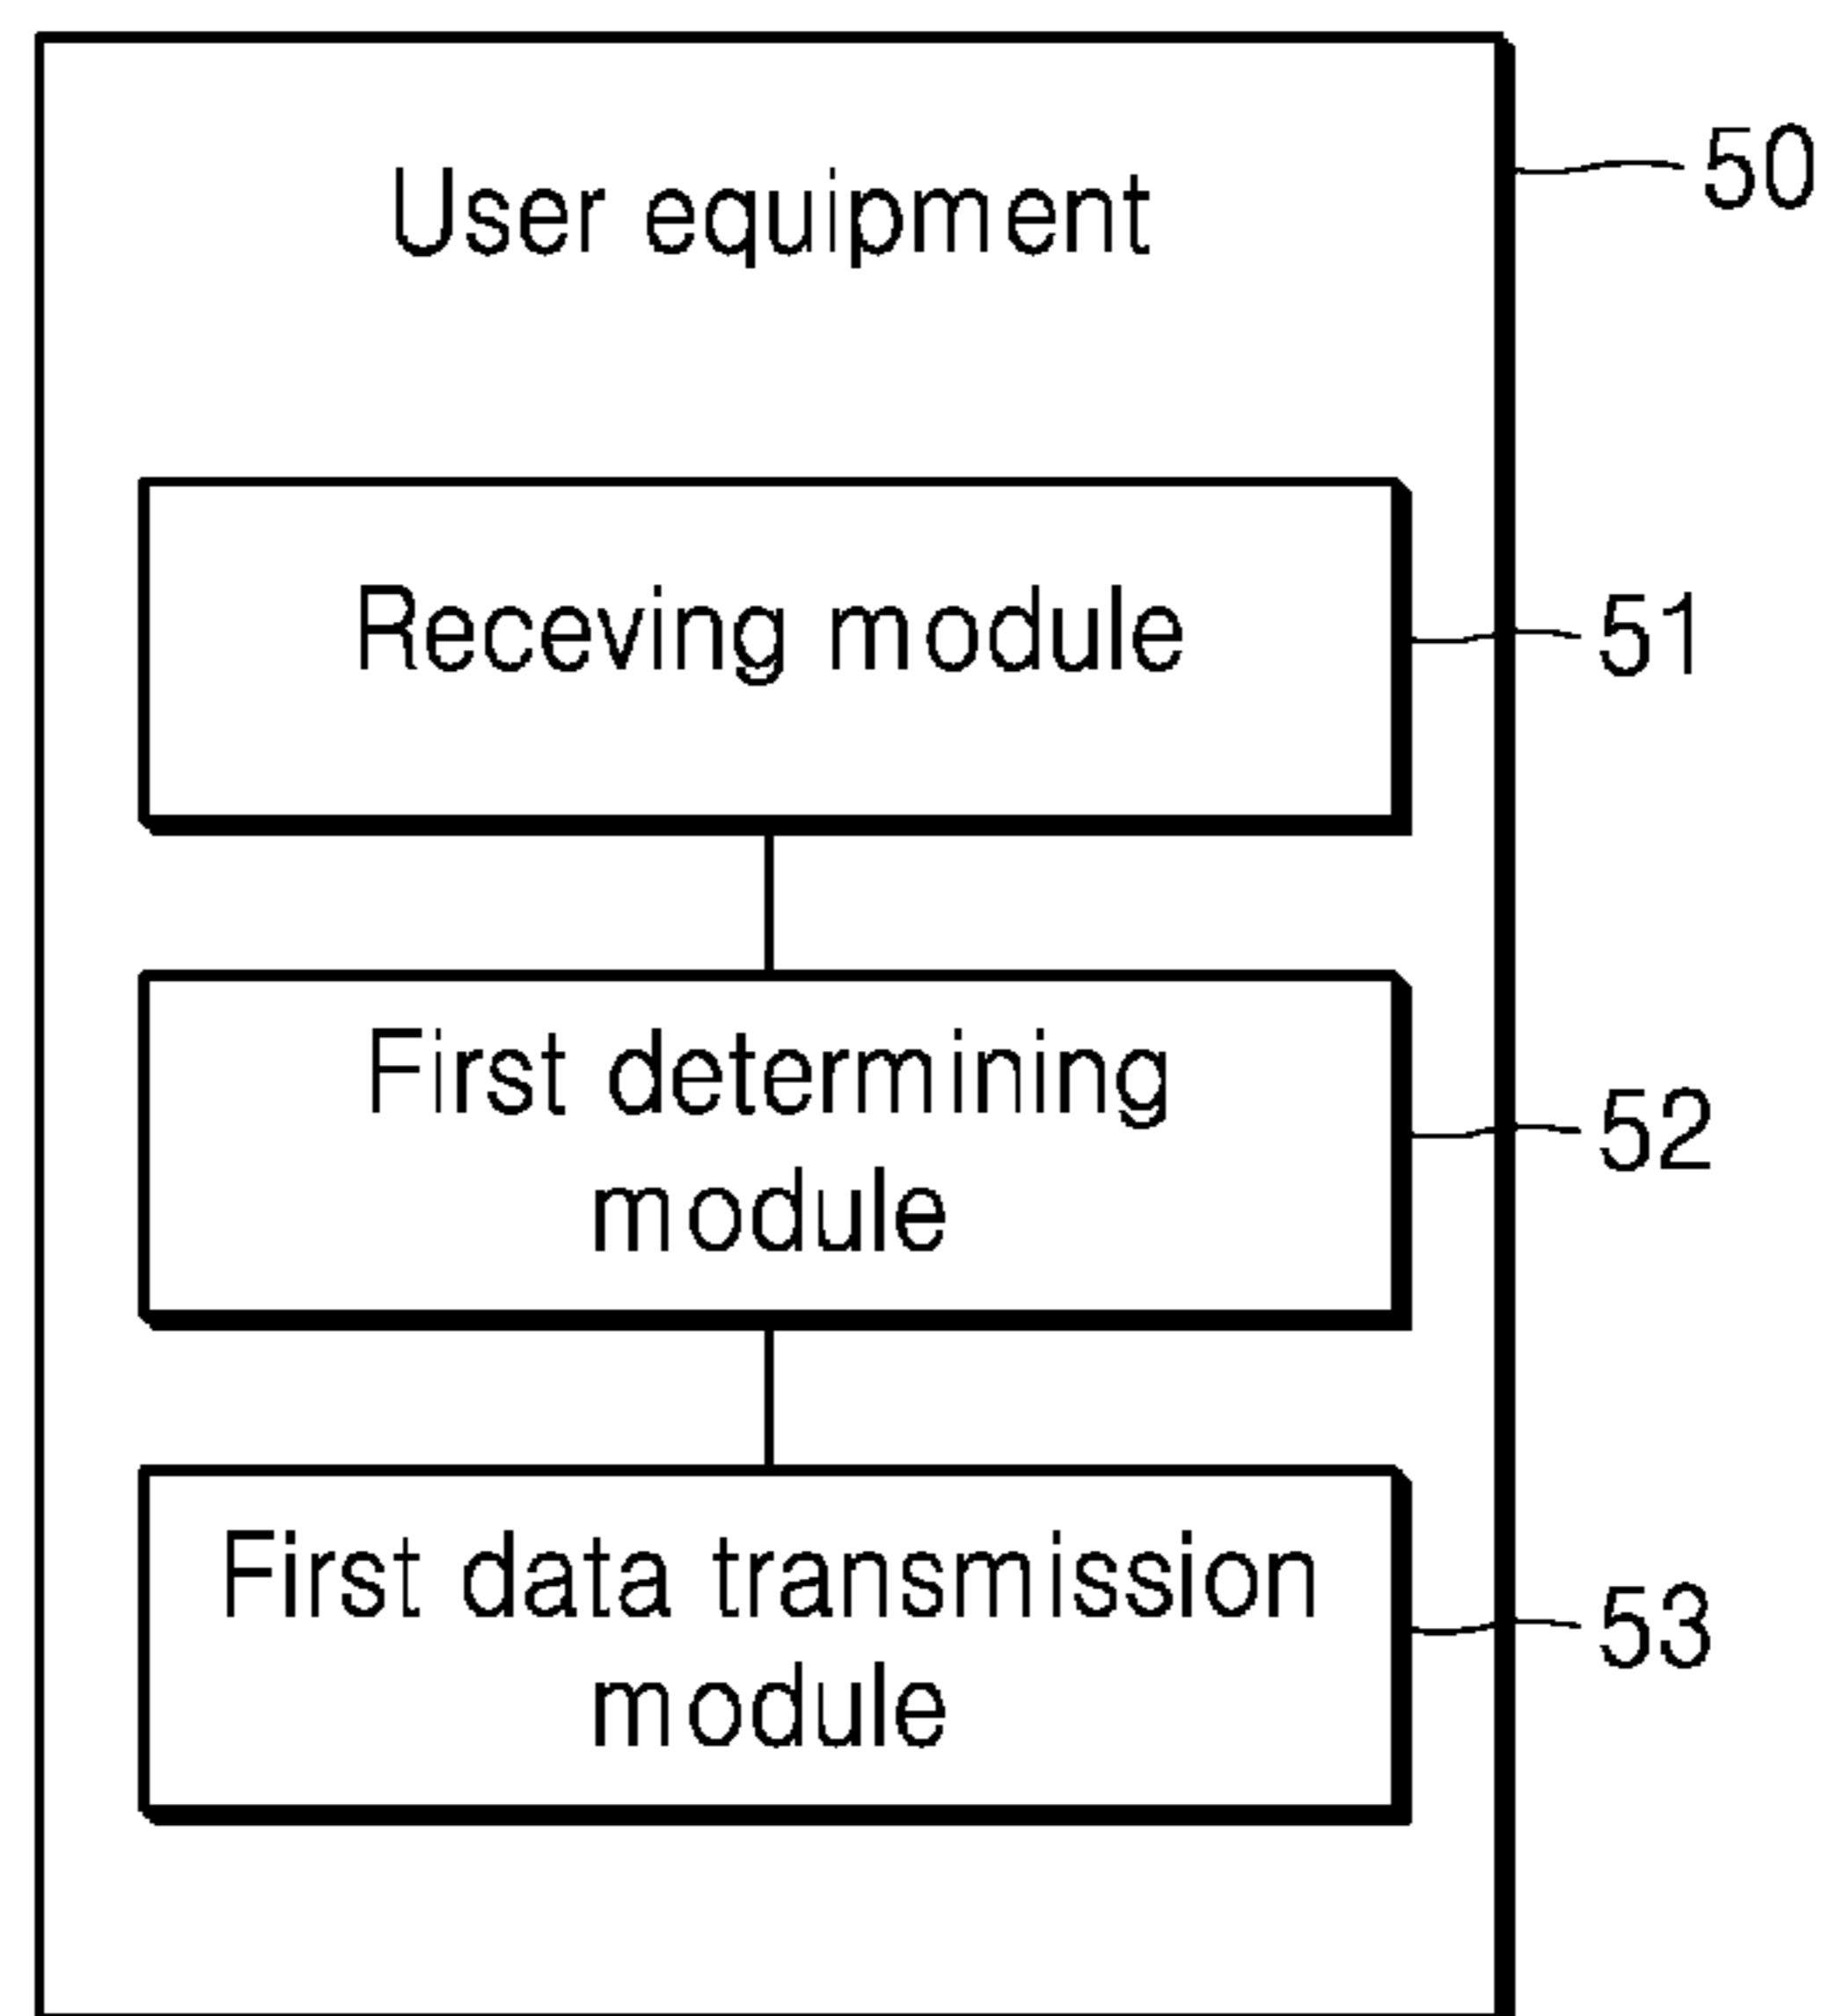 User equipment
50
Receving module
51
First determining
module
52
First data transmission
module
53